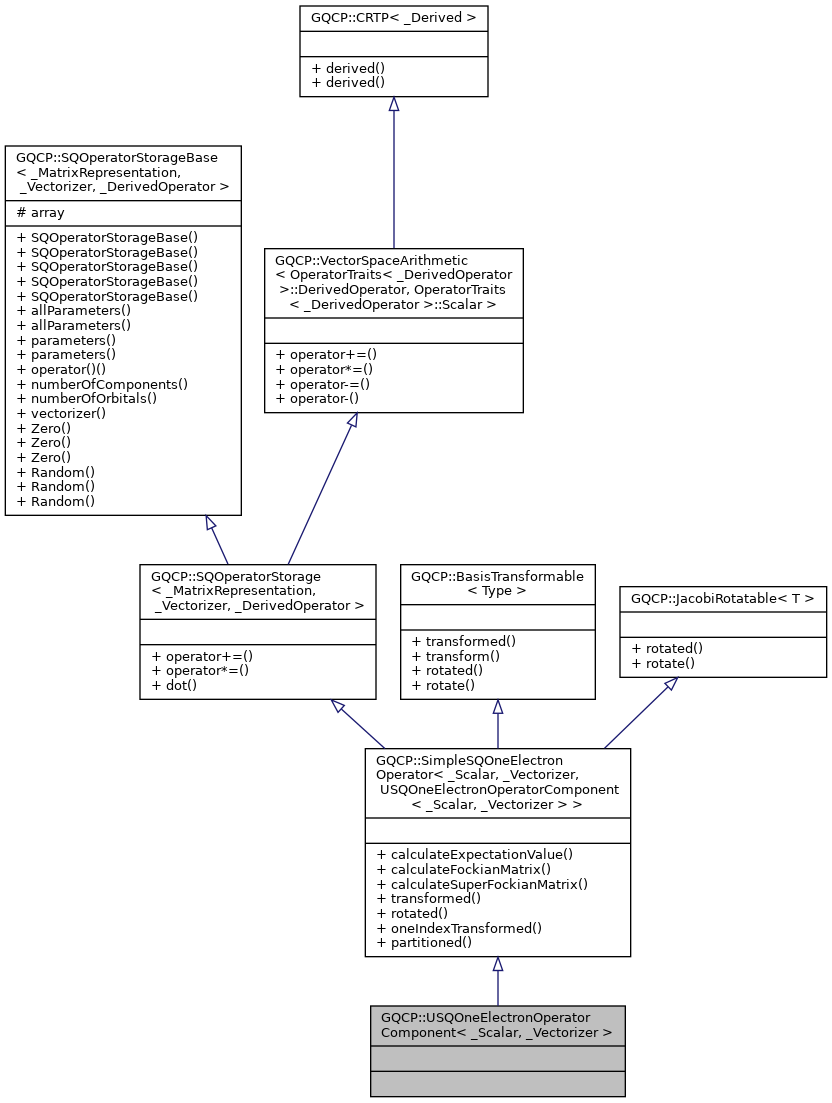 GQCP::CRTP< _Derived >
+ derived()
+ derived()
GQCP::SQOperatorStorageBase
< _MatrixRepresentation,
_Vectorizer, _DerivedOperator >
# array
+ SQOperatorStorageBase()
+ SQOperatorStorageBase()
+ SQOperatorStorageBase()
+ SQOperatorStorageBase()
+ SQOperatorStorageBase()
+ allParameters()
+ allParameters()
+ parameters()
+ parameters()
+ operator()()
+ numberOfComponents()
+ numberOfOrbitals()
+ vectorizer()
+ Zero()
+ Zero()
+ Zero()
+ Random()
+ Random()
+ Random()
GQCP::VectorSpaceArithmetic
< OperatorTraits< _DerivedOperator
>::DerivedOperator, OperatorTraits
< _DerivedOperator >::Scalar >
+ operator+=()
+ operator*=()
+ operator-=()
+ operator-()
GQCP::SQOperatorStorage
< _MatrixRepresentation,
_Vectorizer, _DerivedOperator >
+ operator+=()
+ operator*=()
+ dot()
GQCP::BasisTransformable
< Type >
+ transformed()
+ transform()
+ rotated()
+ rotate()
GQCP::JacobiRotatable< T >
+ rotated()
+ rotate()
GQCP::SimpleSQOneElectron
Operator< _Scalar, _Vectorizer,
USQOneElectronOperatorComponent
< _Scalar, _Vectorizer > >
+ calculateExpectationValue()
+ calculateFockianMatrix()
+ calculateSuperFockianMatrix()
+ transformed()
+ rotated()
+ oneIndexTransformed()
+ partitioned()
GQCP::USQOneElectronOperator
Component< _Scalar, _Vectorizer >